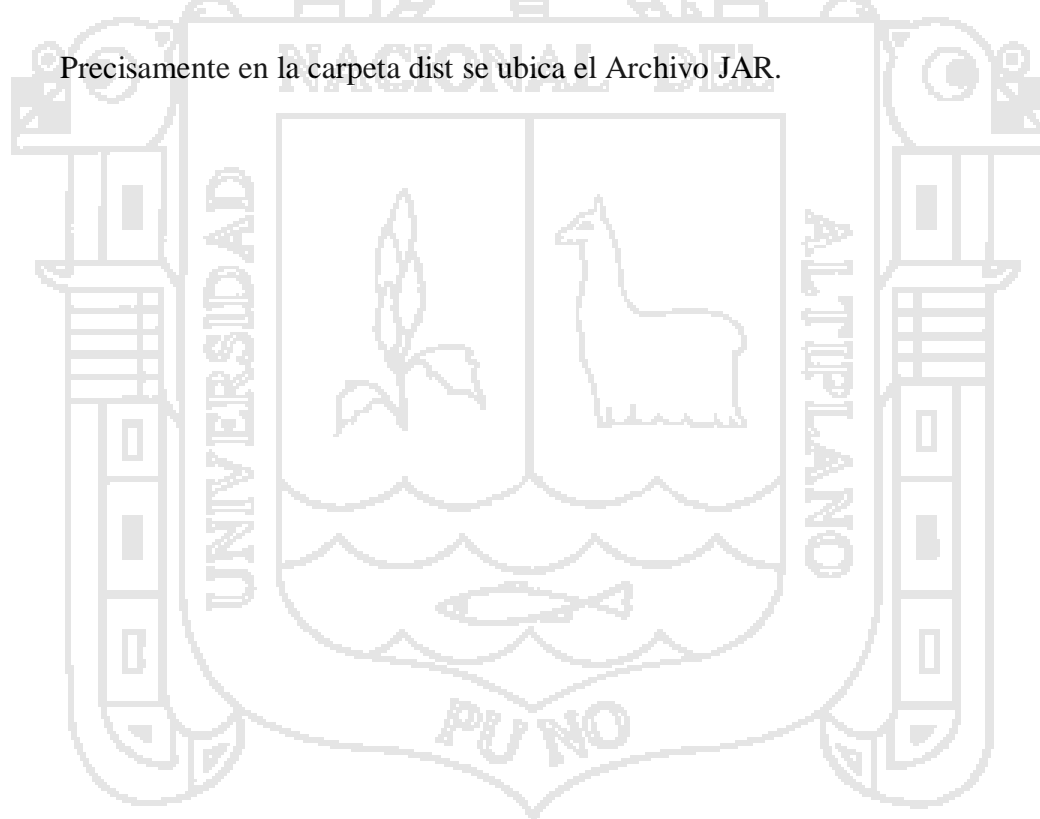 NACIONAL DEL
Precisamente en la carpeta dist se ubica el Archivo JAR.
UNIVERSIDAD
ALTIPLANO
PUNO